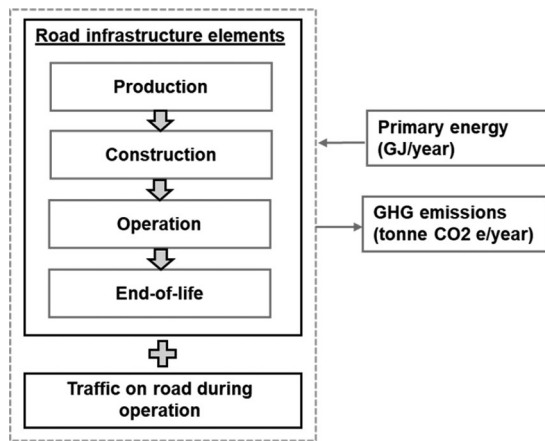 Road infrastructure elements
Production
Construction
Operation
End-of-life
Traffic on road during
operation
Primary energy
(GJ/year)
GHG emissions
(tonne CO2 e/year)